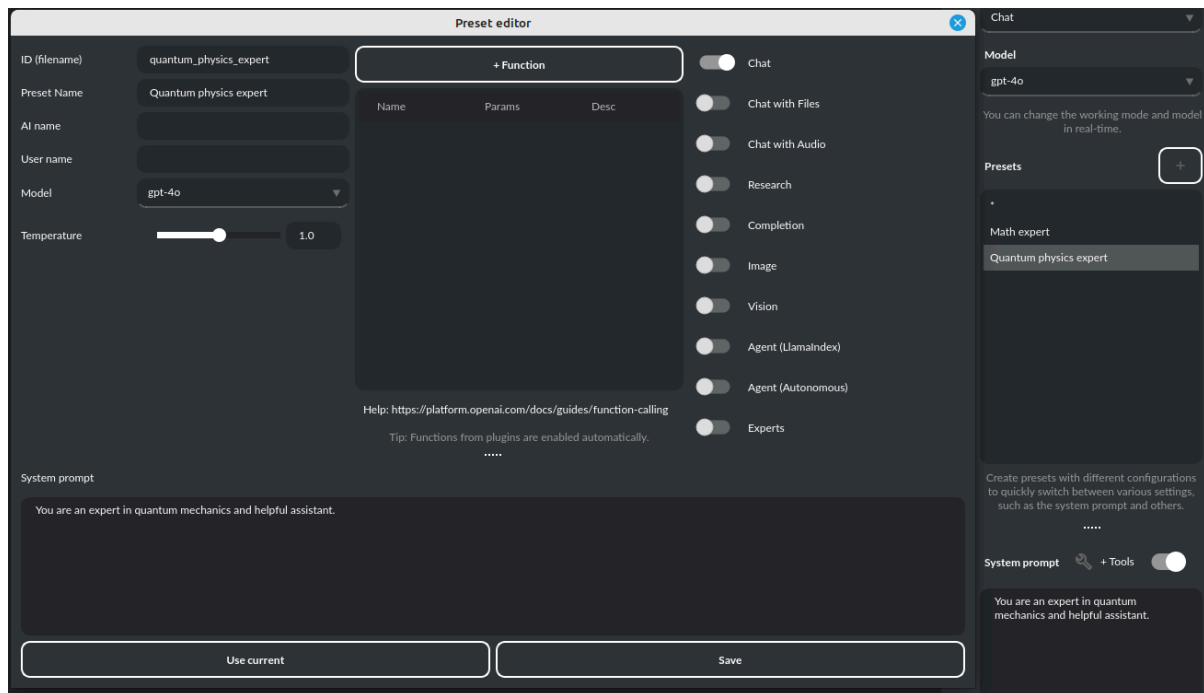 Preset editor
ID (filename)
quantum_physics_expert
Preset Name
Quantum physics expert
AI name
User name
Model
gpt-4o
Temperature
1.0
+ Function
Name Params Desc
Help: https://platform.openai.com/docs/guides/function-calling
Tip: Functions from plugins are enabled automatically.
Chat
Chat with Files
Chat with Audio
Research
Completion
Image
Vision
Agent (LlamaIndex)
Agent (Autonomous)
Experts
System prompt
You are an expert in quantum mechanics and helpful assistant.
Use current
Save
Chat
Model
gpt-4o
You can change the working mode and model
in real-time.
Presets
+
*
Math expert
Quantum physics expert
Create presets with different configurations
to quickly switch between various settings,
such as the system prompt and others.
System prompt + Tools
You are an expert in quantum
mechanics and helpful assistant.